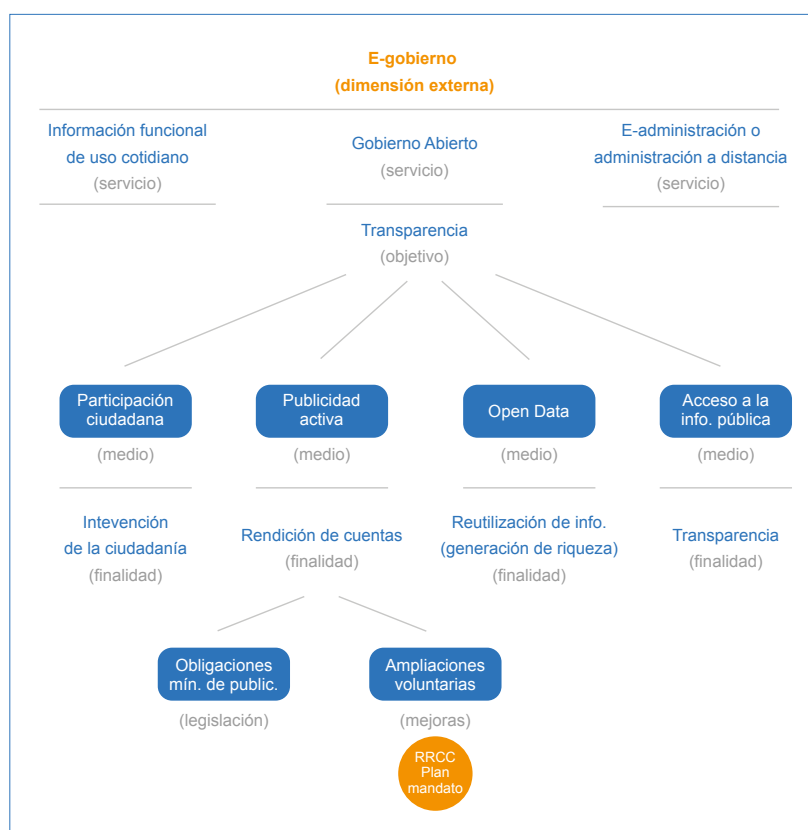 E-gobierno
(dimensión externa)
Información funcional
de uso cotidiano
(servicio)
Gobierno Abierto
(servicio)
E-administración o
administración a distancia
(servicio)
Transparencia
(objetivo)
Participación
ciudadana
(medio)
Publicidad
activa
(medio)
Open Data
(medio)
Acceso a la
info. pública
(medio)
Intevención
de la ciudadanía
(finalidad)
Rendición de cuentas
(finalidad)
Reutilización de info.
(generación de riqueza)
(finalidad)
Transparencia
(finalidad)
Obligaciones
mín. de public.
(legislación)
Ampliaciones
voluntarias
(mejoras)
RRCC
Plan
mandato